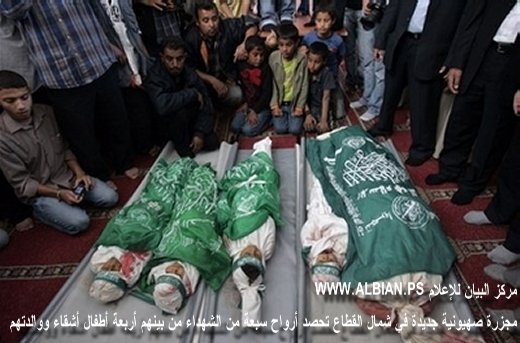 مركز البيان للإعلام WWW.ALBIAN.PS
مجزرة صهيونية جديدة في شمال القطاع تحصد أرواح سبعة من الشهداء من بينهم أربعة أطفال أشقاء ووالدتهم